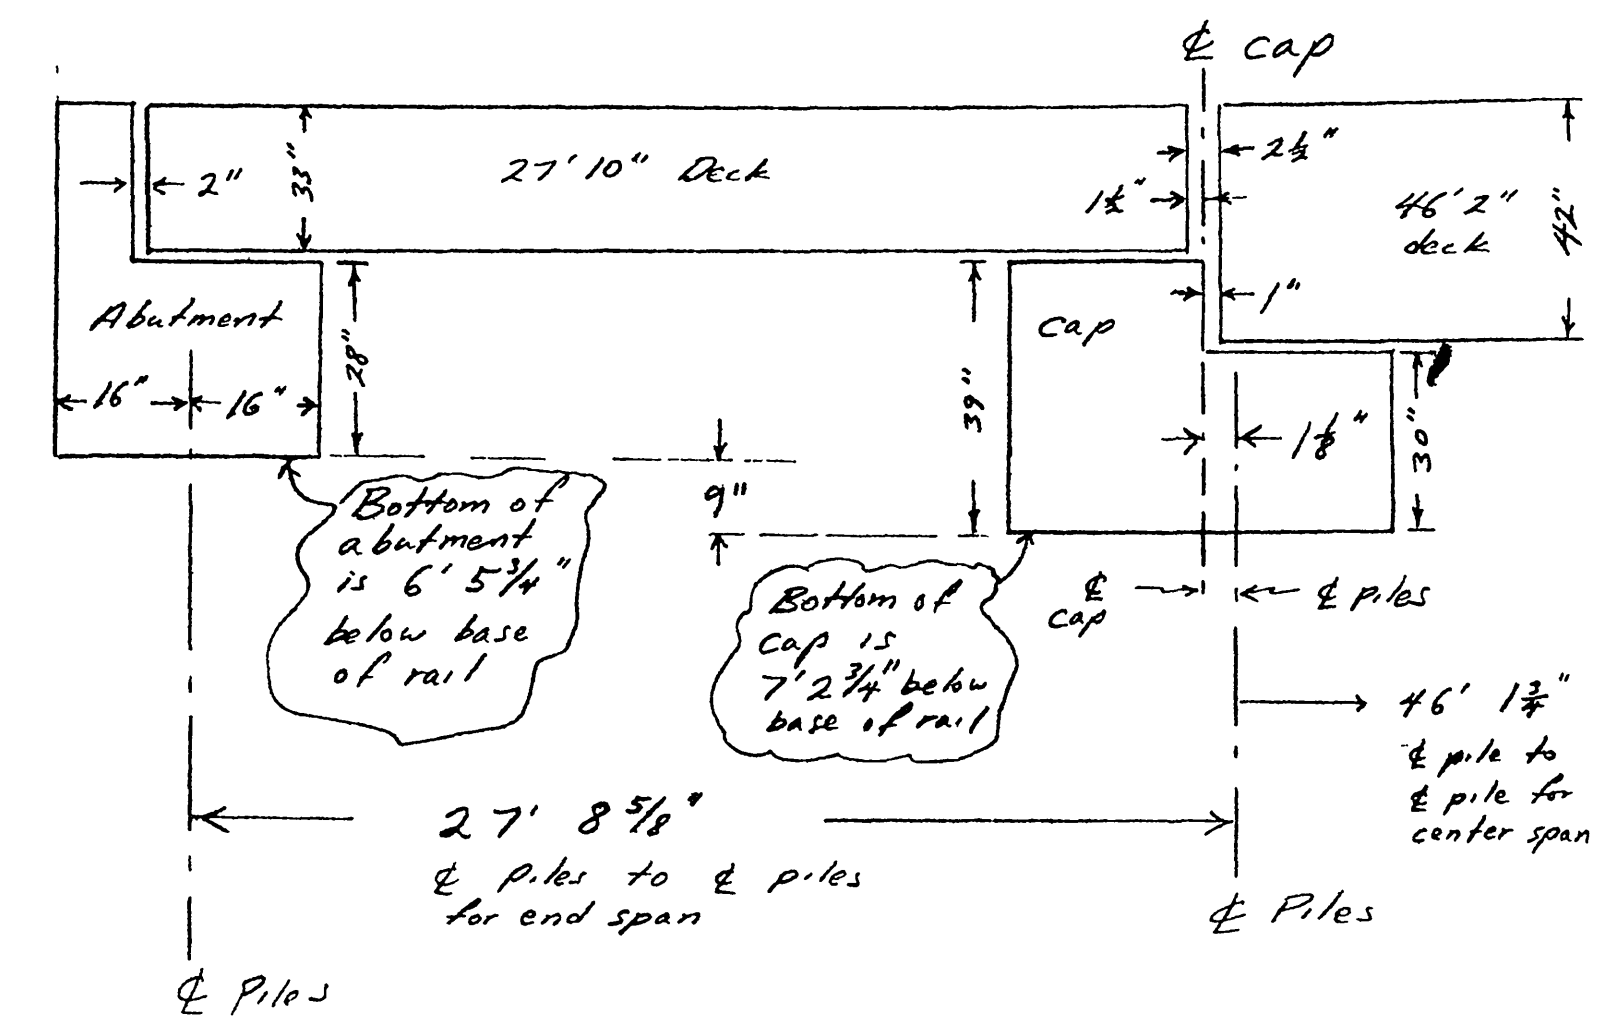 ℄ cap
27' 10" Deck
33"
2"
2½"
1½"
46' 2"
deck
42"
1"
Abutment
16"
16"
28"
cap
39"
1⅛"
30"
9"
Bottom of
abutment
is 6' 5¾"
below base
of rail
Bottom of
cap is
7' 2¾" below
base of rail
℄
cap
℄ piles
46' 1¾"
℄ pile to
℄ pile for
center span
27' 8⅝"
℄ piles to ℄ piles
for end span
℄ Piles
℄ Piles